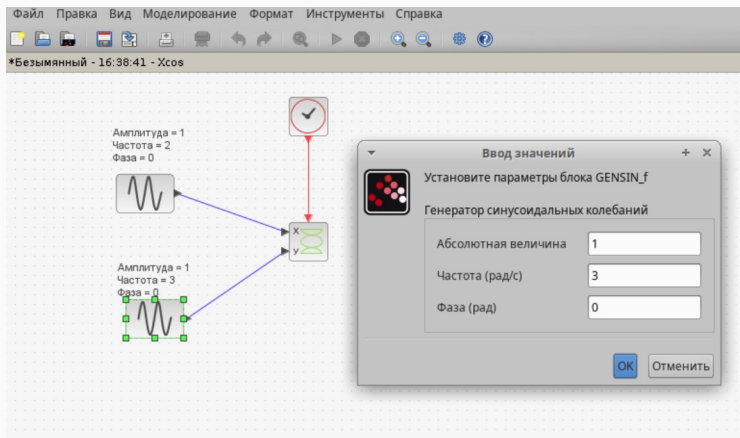 Файл Правка Вид Моделирование Формат Инструменты Справка
*Безымянный - 16:38:41 - Xcos
Амплитуда = 1
Частота = 2
Фаза = 0
X
y
Амплитуда = 1
Частота = 3
Фаза = 0
Ввод значений
Установите параметры блока GENSIN_f
Генератор синусоидальных колебаний
Абсолютная величина 1
Частота (рад/с) 3
Фаза (рад) 0
OK Отменить